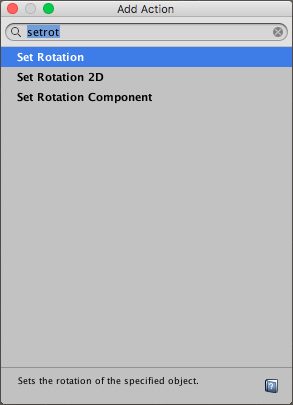 Add Action
setrot
Set Rotation
Set Rotation 2D
Set Rotation Component
Sets the rotation of the specified object.
?